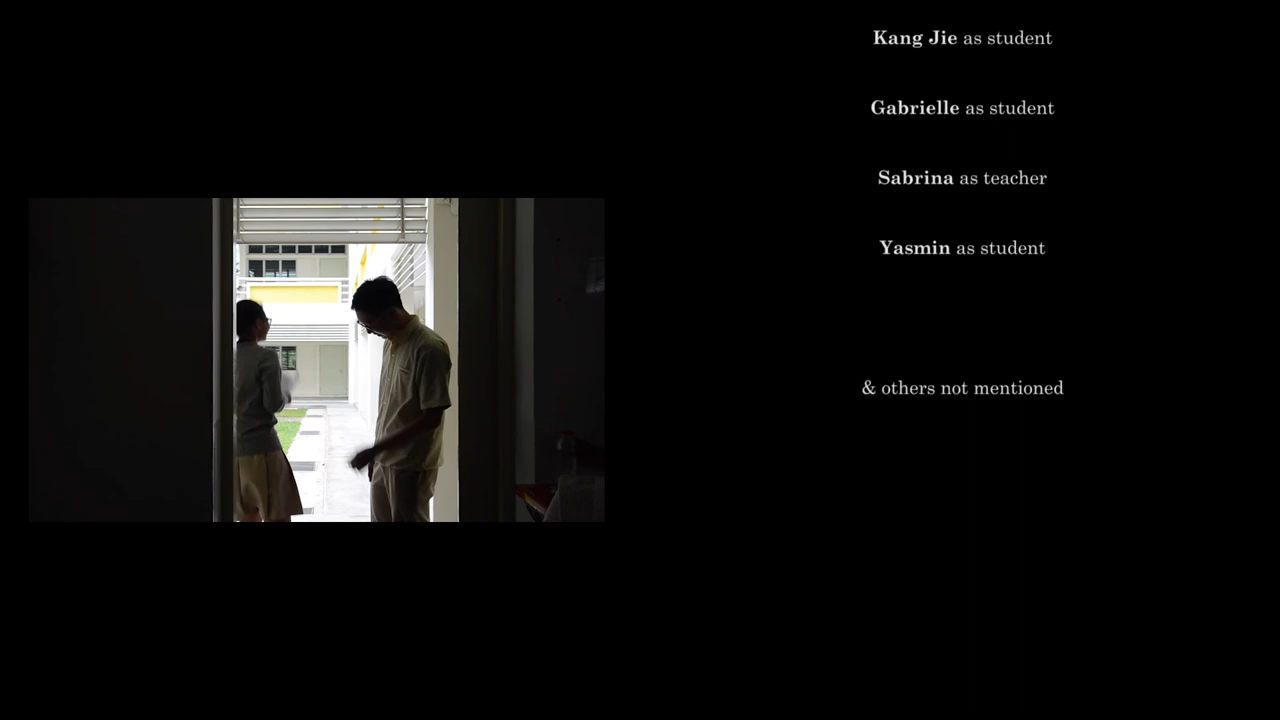 Kang Jie as student
Gabrielle as student
Sabrina as teacher
Yasmin as student
& others not mentioned